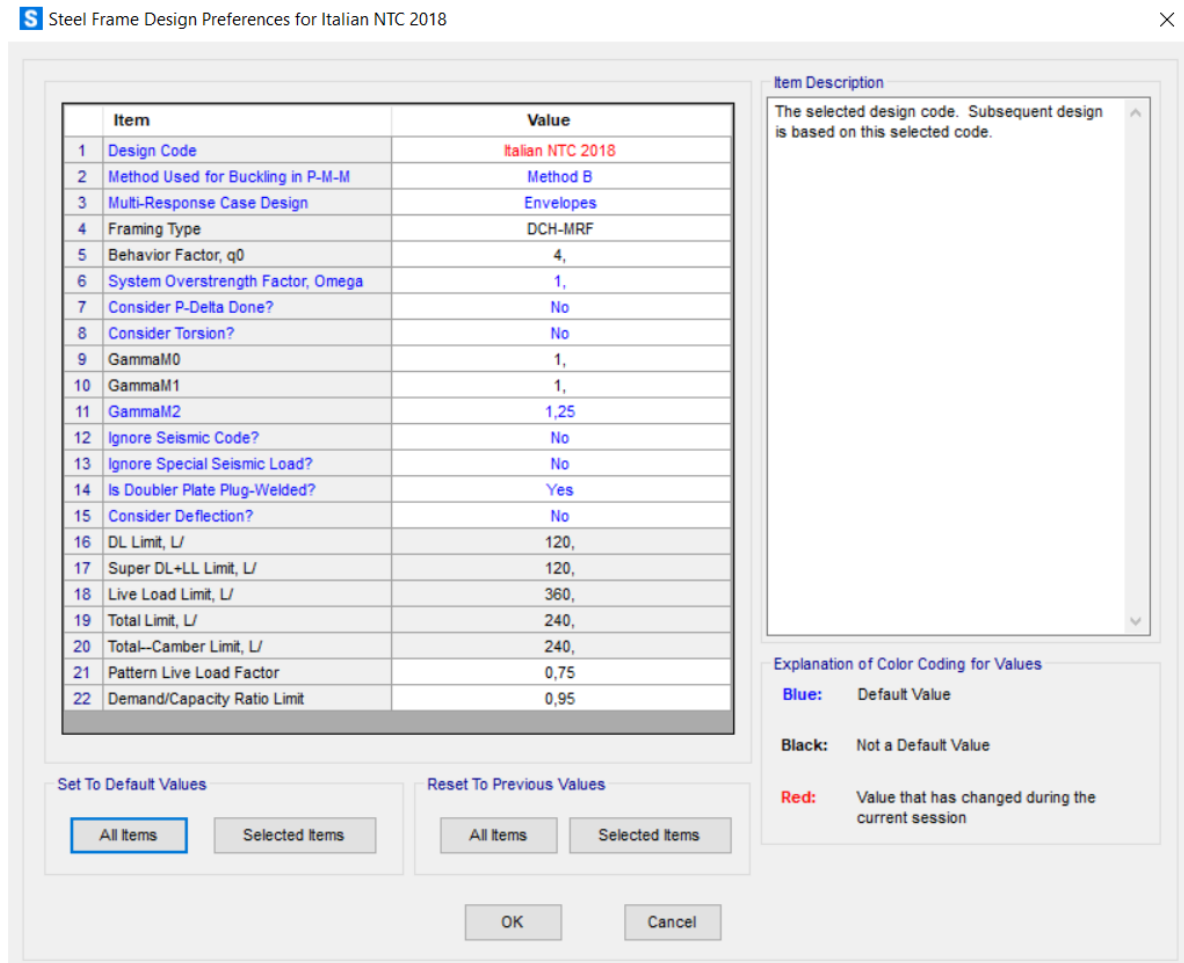 S Steel Frame Design Preferences for Italian NTC 2018
Item Value
1 Design Code Italian NTC 2018
2 Method Used for Buckling in P-M-M Method B
3 Multi-Response Case Design Envelopes
4 Framing Type DCH-MRF
5 Behavior Factor, q0 4,
6 System Overstrength Factor, Omega 1,
7 Consider P-Delta Done? No
8 Consider Torsion? No
9 GammaM0 1,
10 GammaM1 1,
11 GammaM2 1,25
12 Ignore Seismic Code? No
13 Ignore Special Seismic Load? No
14 Is Doubler Plate Plug-Welded? Yes
15 Consider Deflection? No
16 DL Limit, L/ 120,
17 Super DL+LL Limit, L/ 120,
18 Live Load Limit, L/ 360,
19 Total Limit, L/ 240,
20 Total--Camber Limit, L/ 240,
21 Pattern Live Load Factor 0,75
22 Demand/Capacity Ratio Limit 0,95
Item Description
The selected design code. Subsequent design
is based on this selected code.
Explanation of Color Coding for Values
Blue: Default Value
Black: Not a Default Value
Red: Value that has changed during the
current session
Set To Default Values
All Items Selected Items
Reset To Previous Values
All Items Selected Items
OK Cancel